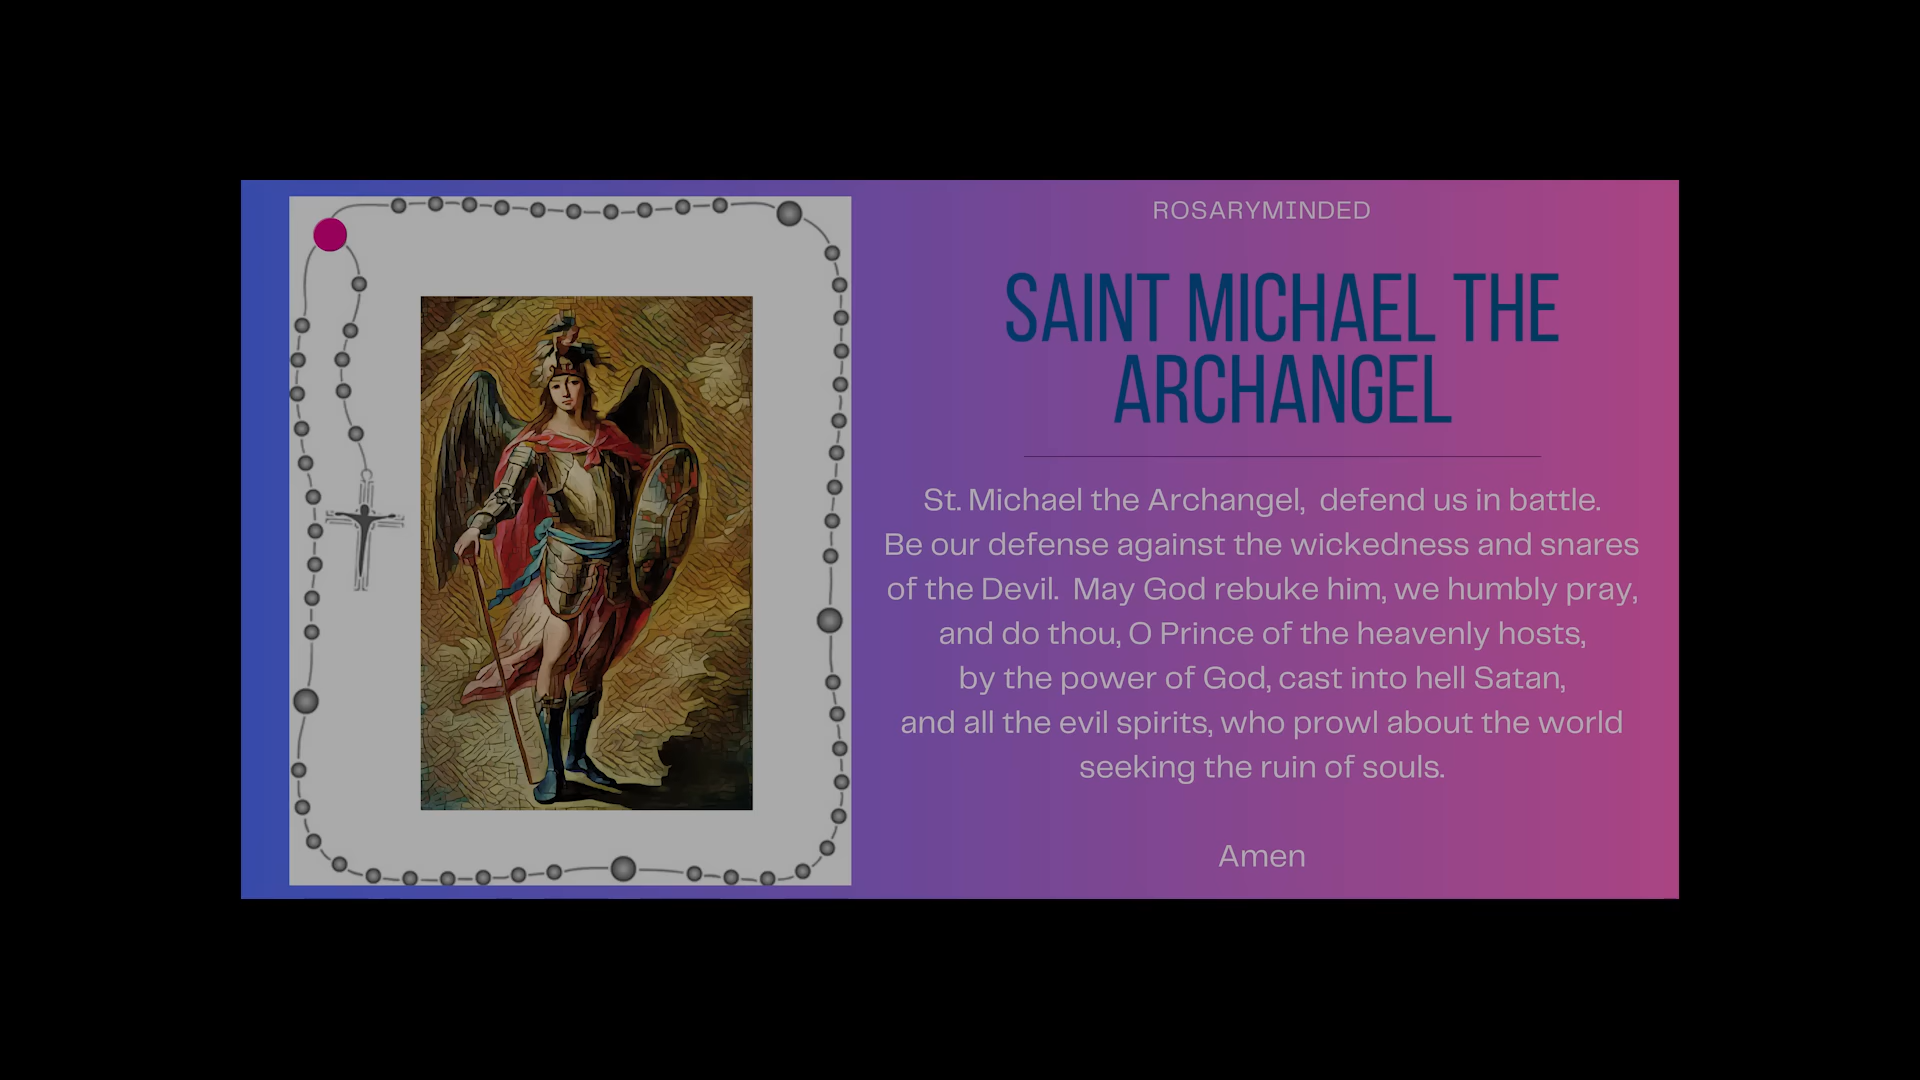 ROSARYMINDED
SAINT MICHAEL THE
ARCHANGEL
St. Michael the Archangel,  defend us in battle.
Be our defense against the wickedness and snares
of the Devil.  May God rebuke him, we humbly pray,
and do thou, O Prince of the heavenly hosts,
by the power of God, cast into hell Satan,
and all the evil spirits, who prowl about the world
seeking the ruin of souls.
Amen